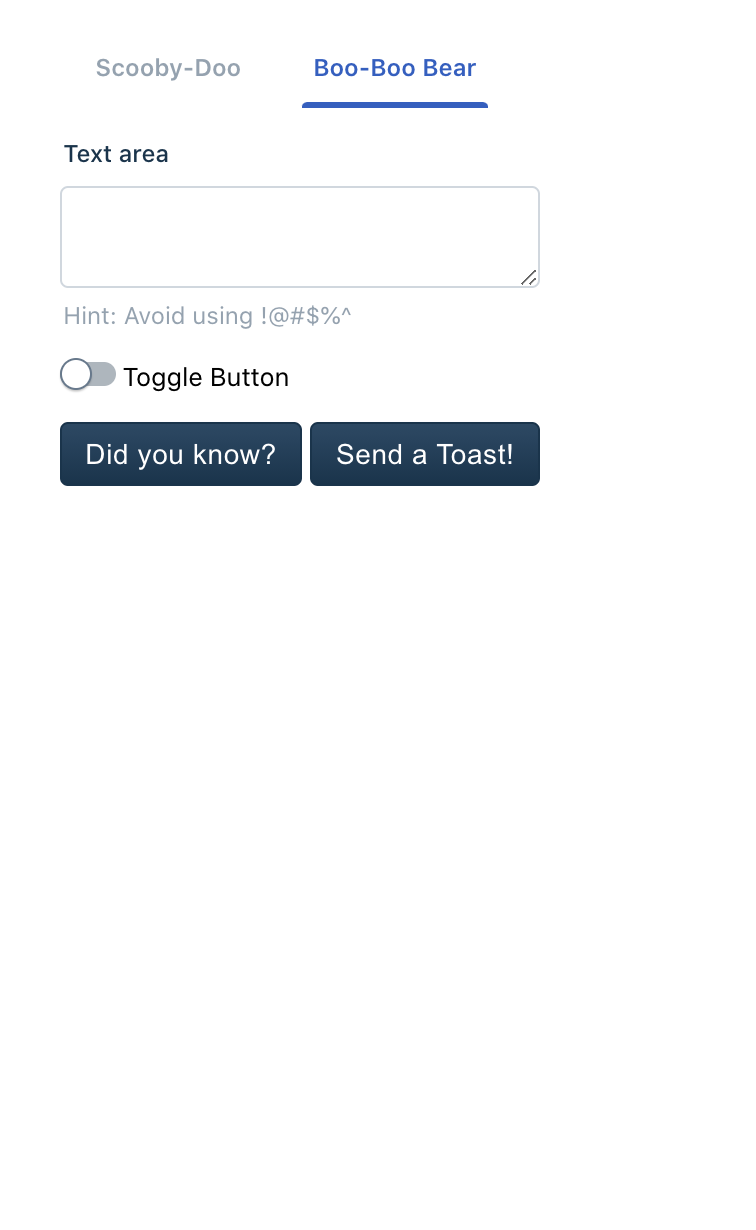 Scooby-Doo Boo-Boo Bear
Text area
Hint: Avoid using !@#$%^
Toggle Button
Did you know? Send a Toast!